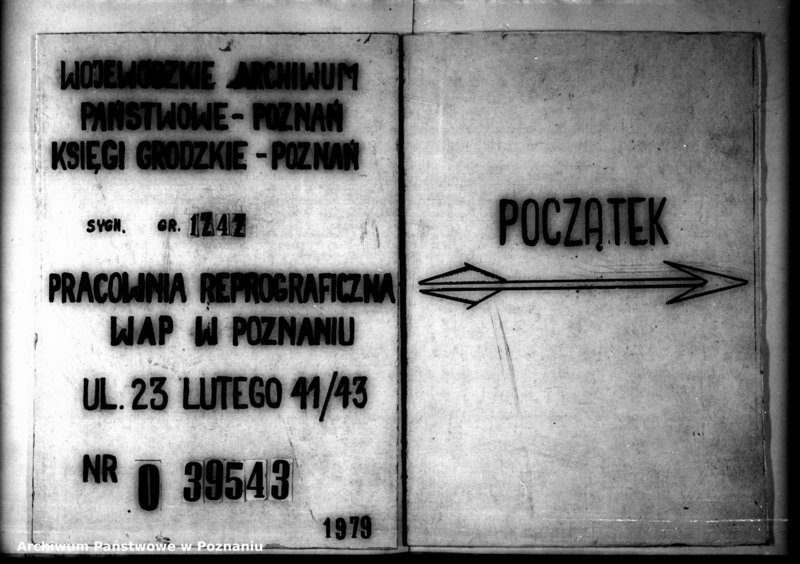 WOJEWÓDZKIE ARCHIWUM
PAŃSTWOWE - POZNAŃ
KSIĘGI GRODZKIE - POZNAŃ
SYGN. GR. 1242
PRACOWNIA REPROGRAFICZNA
WAP W POZNANIU
UL. 23 LUTEGO 41/43
NR 0 39543
1979
POCZĄTEK
Archiwum Państwowe w Poznaniu